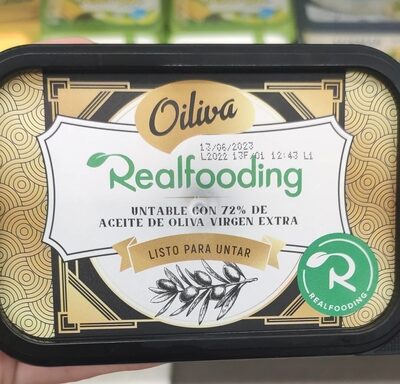 Oiliva
13/06/2023
L2022 13F/01 12:43 L1
Realfooding
UNTABLE CON 72% DE
ACEITE DE OLIVA VIRGEN EXTRA
LISTO PARA UNTAR
R
REALFOODING